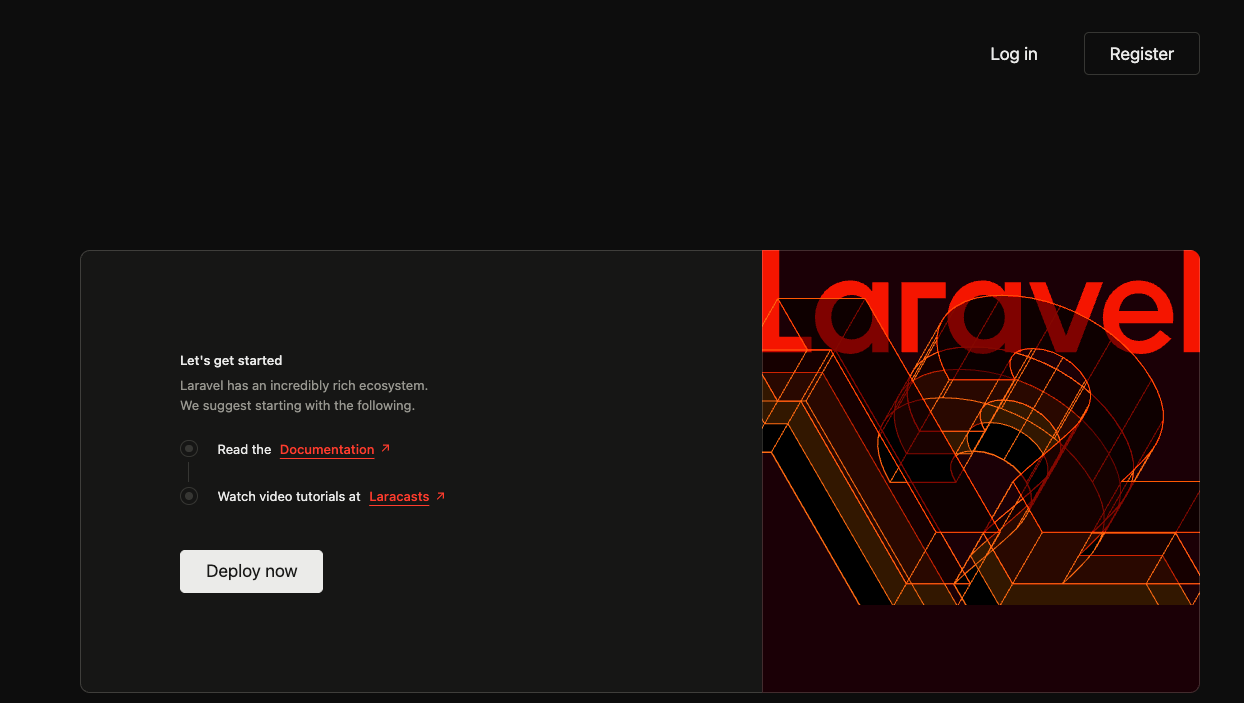 Log in
Register
Laravel
Let's get started
Laravel has an incredibly rich ecosystem.
We suggest starting with the following.
Read the Documentation
Watch video tutorials at Laracasts
Deploy now